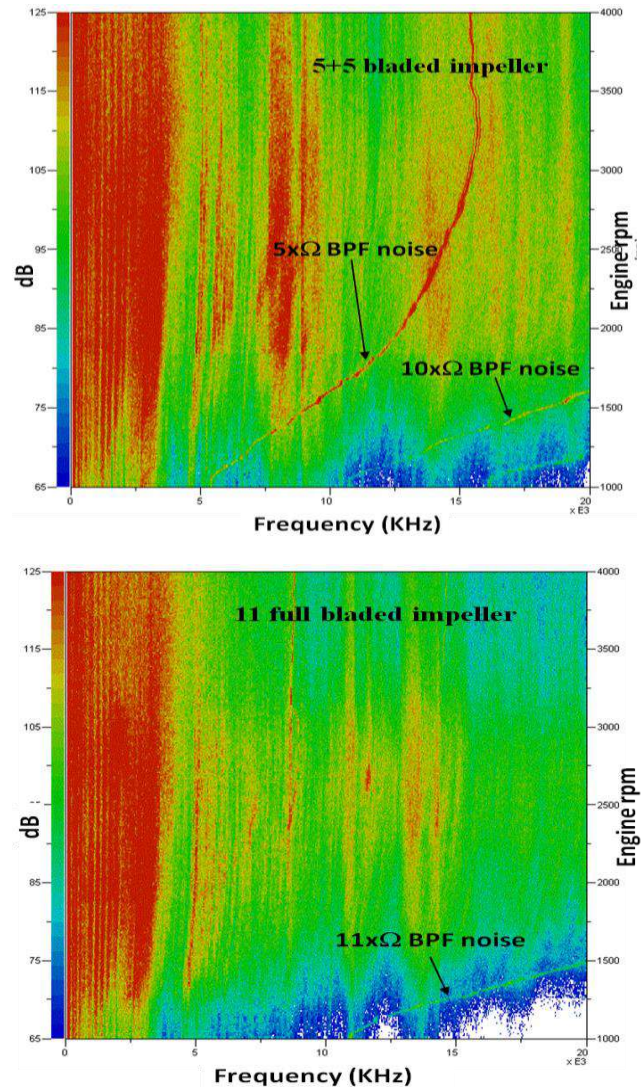 125
115
105
95
85
75
65
dB
5+5 bladed impeller
5xΩ BPF noise
10xΩ BPF noise
4000
3000
2500
2000
1500
1000
Engine rpm
0
5
10
15
20
x E3
Frequency (KHz)
125
115
105
95
85
75
65
dB
11 full bladed impeller
11xΩ BPF noise
4000
3500
3000
2500
2000
1500
1000
Engine rpm
0
5
10
15
20
x E3
Frequency (KHz)